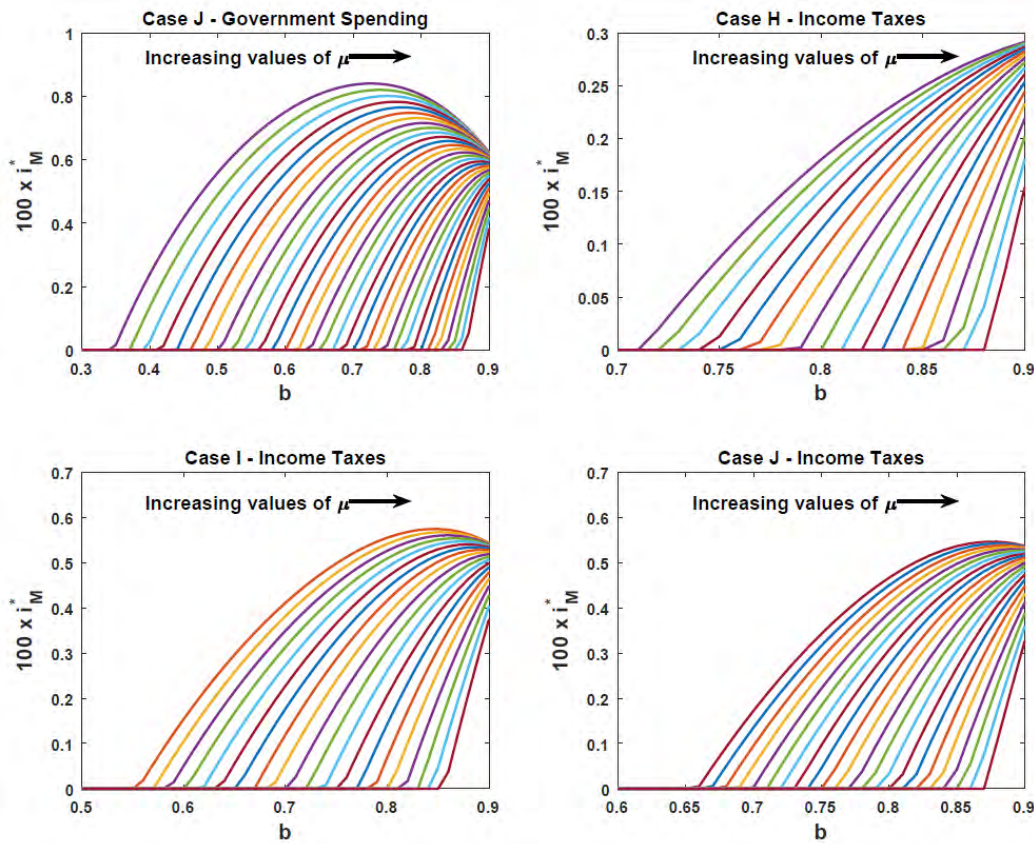 Case J - Government Spending
Increasing values of μ
100 x i*M
1
0.8
0.6
0.4
0.2
0
0.3 0.4 0.5 0.6 0.7 0.8 0.9
b
Case H - Income Taxes
Increasing values of μ
100 x i*M
0.3
0.25
0.2
0.15
0.1
0.05
0
0.7 0.75 0.8 0.85 0.9
b
Case I - Income Taxes
Increasing values of μ
100 x i*M
0.7
0.6
0.5
0.4
0.3
0.2
0.1
0
0.5 0.6 0.7 0.8 0.9
b
Case J - Income Taxes
Increasing values of μ
100 x i*M
0.7
0.6
0.5
0.4
0.3
0.2
0.1
0
0.6 0.65 0.7 0.75 0.8 0.85 0.9
b